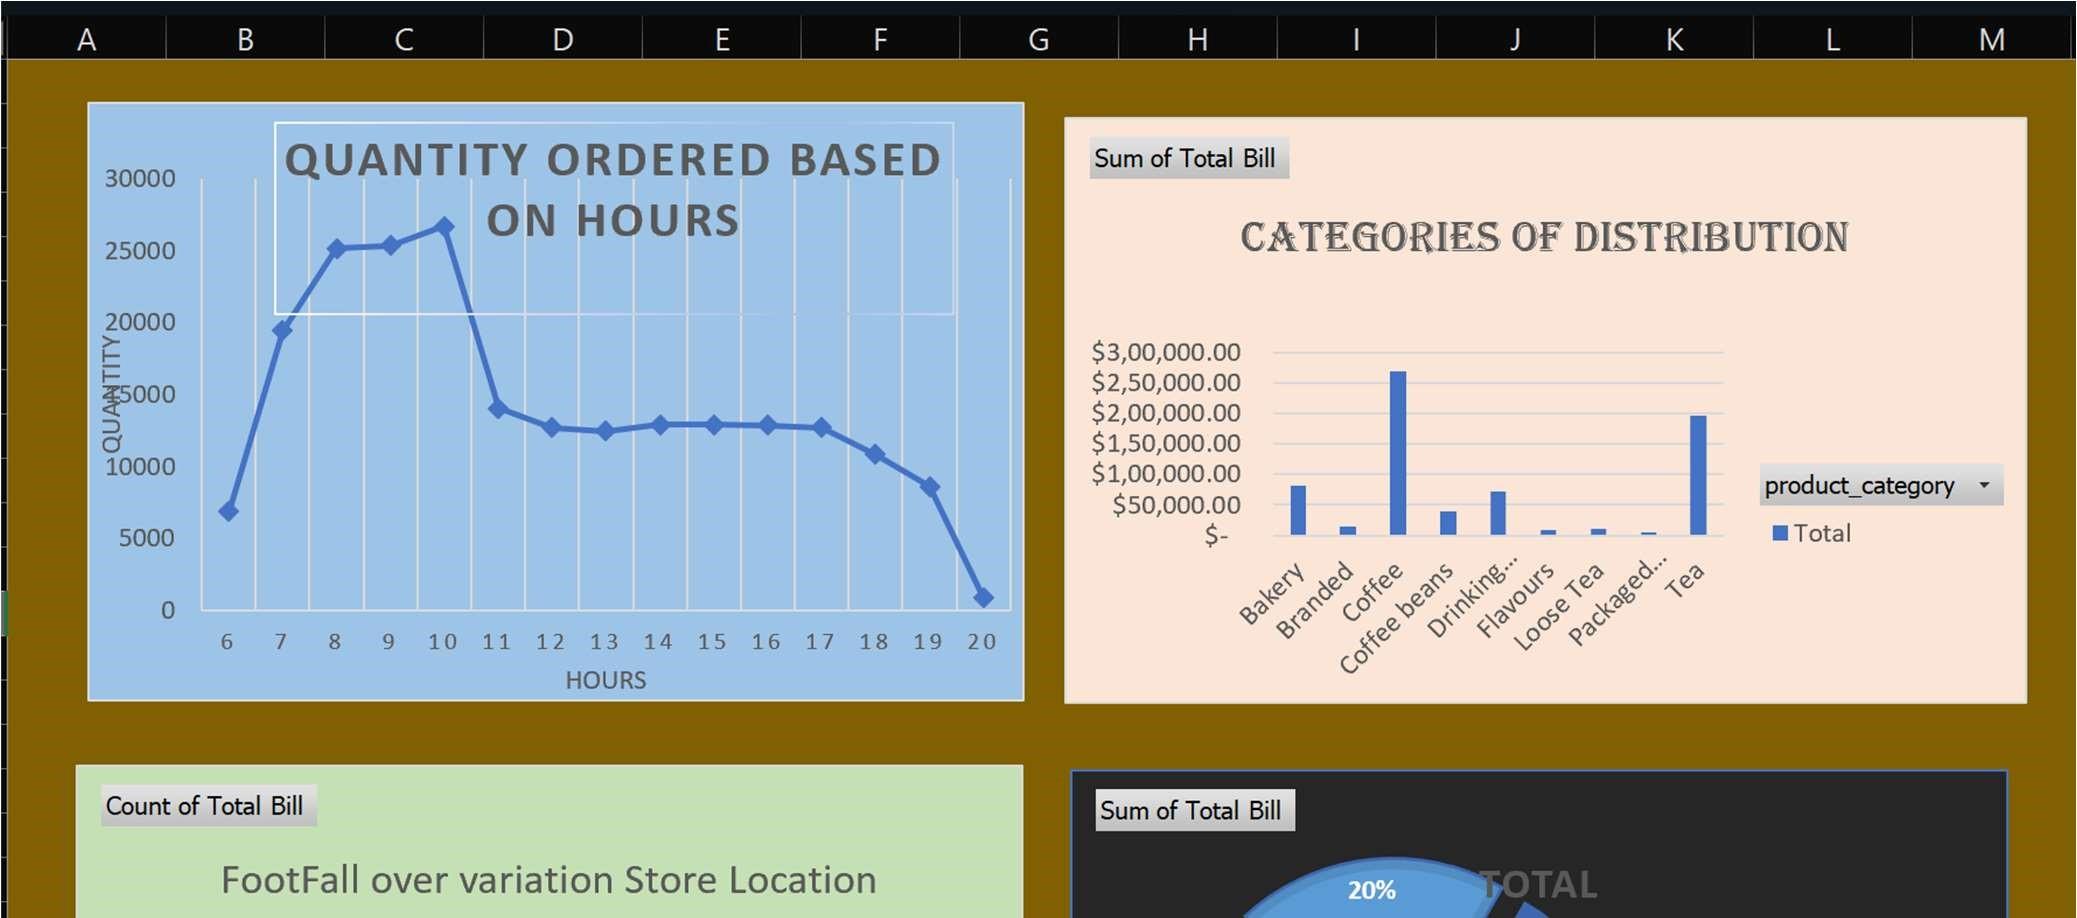 A B C D E F G H I J K L M
QUANTITY ORDERED BASED
ON HOURS
30000
25000
20000
15000
10000
5000
0
QUANTITY
6 7 8 9 10 11 12 13 14 15 16 17 18 19 20
HOURS
Sum of Total Bill
CATEGORIES OF DISTRIBUTION
$3,00,000.00
$2,50,000.00
$2,00,000.00
$1,50,000.00
$1,00,000.00
$50,000.00
$-
Bakery
Branded
Coffee
Coffee beans
Drinking...
Flavours
Loose Tea
Packaged...
Tea
product_category
Total
Count of Total Bill
FootFall over variation Store Location
Sum of Total Bill
TOTAL
20%